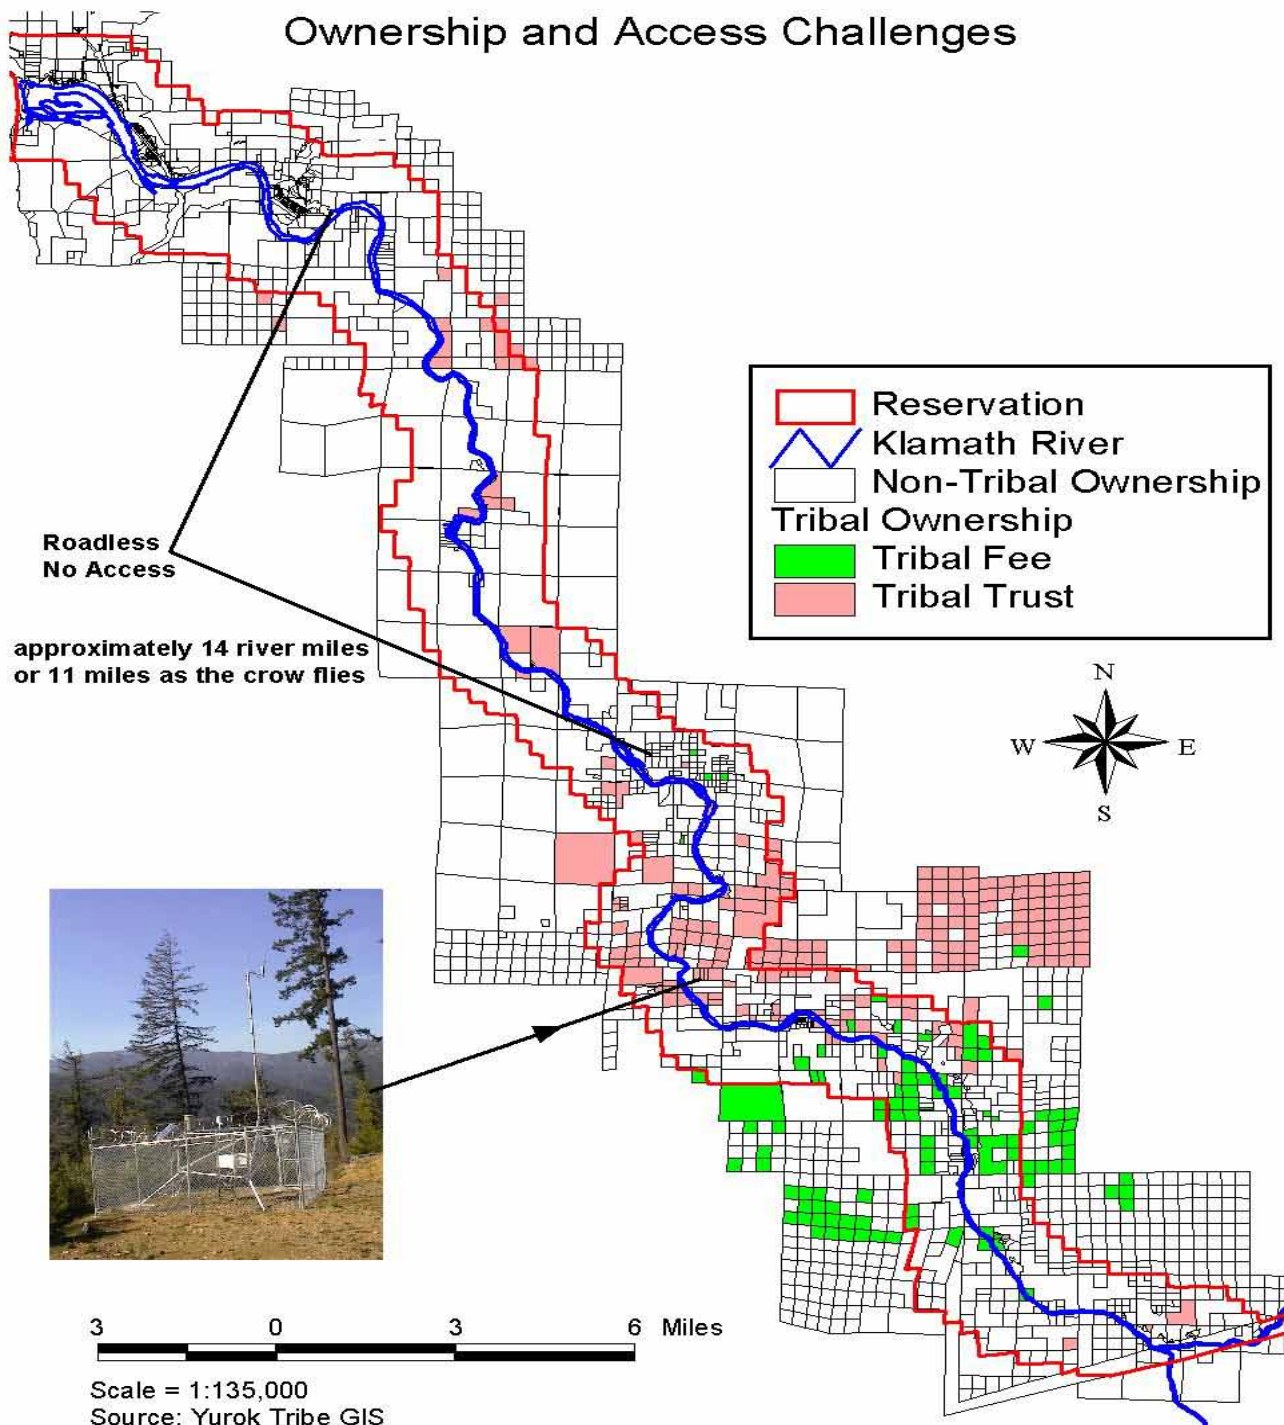 Ownership and Access Challenges
Reservation
Klamath River
Non-Tribal Ownership
Tribal Ownership
Tribal Fee
Tribal Trust
Roadless
No Access
approximately 14 river miles
or 11 miles as the crow flies
N
W E
S
3 0 3 6 Miles
Scale = 1:135,000
Source: Yurok Tribe GIS